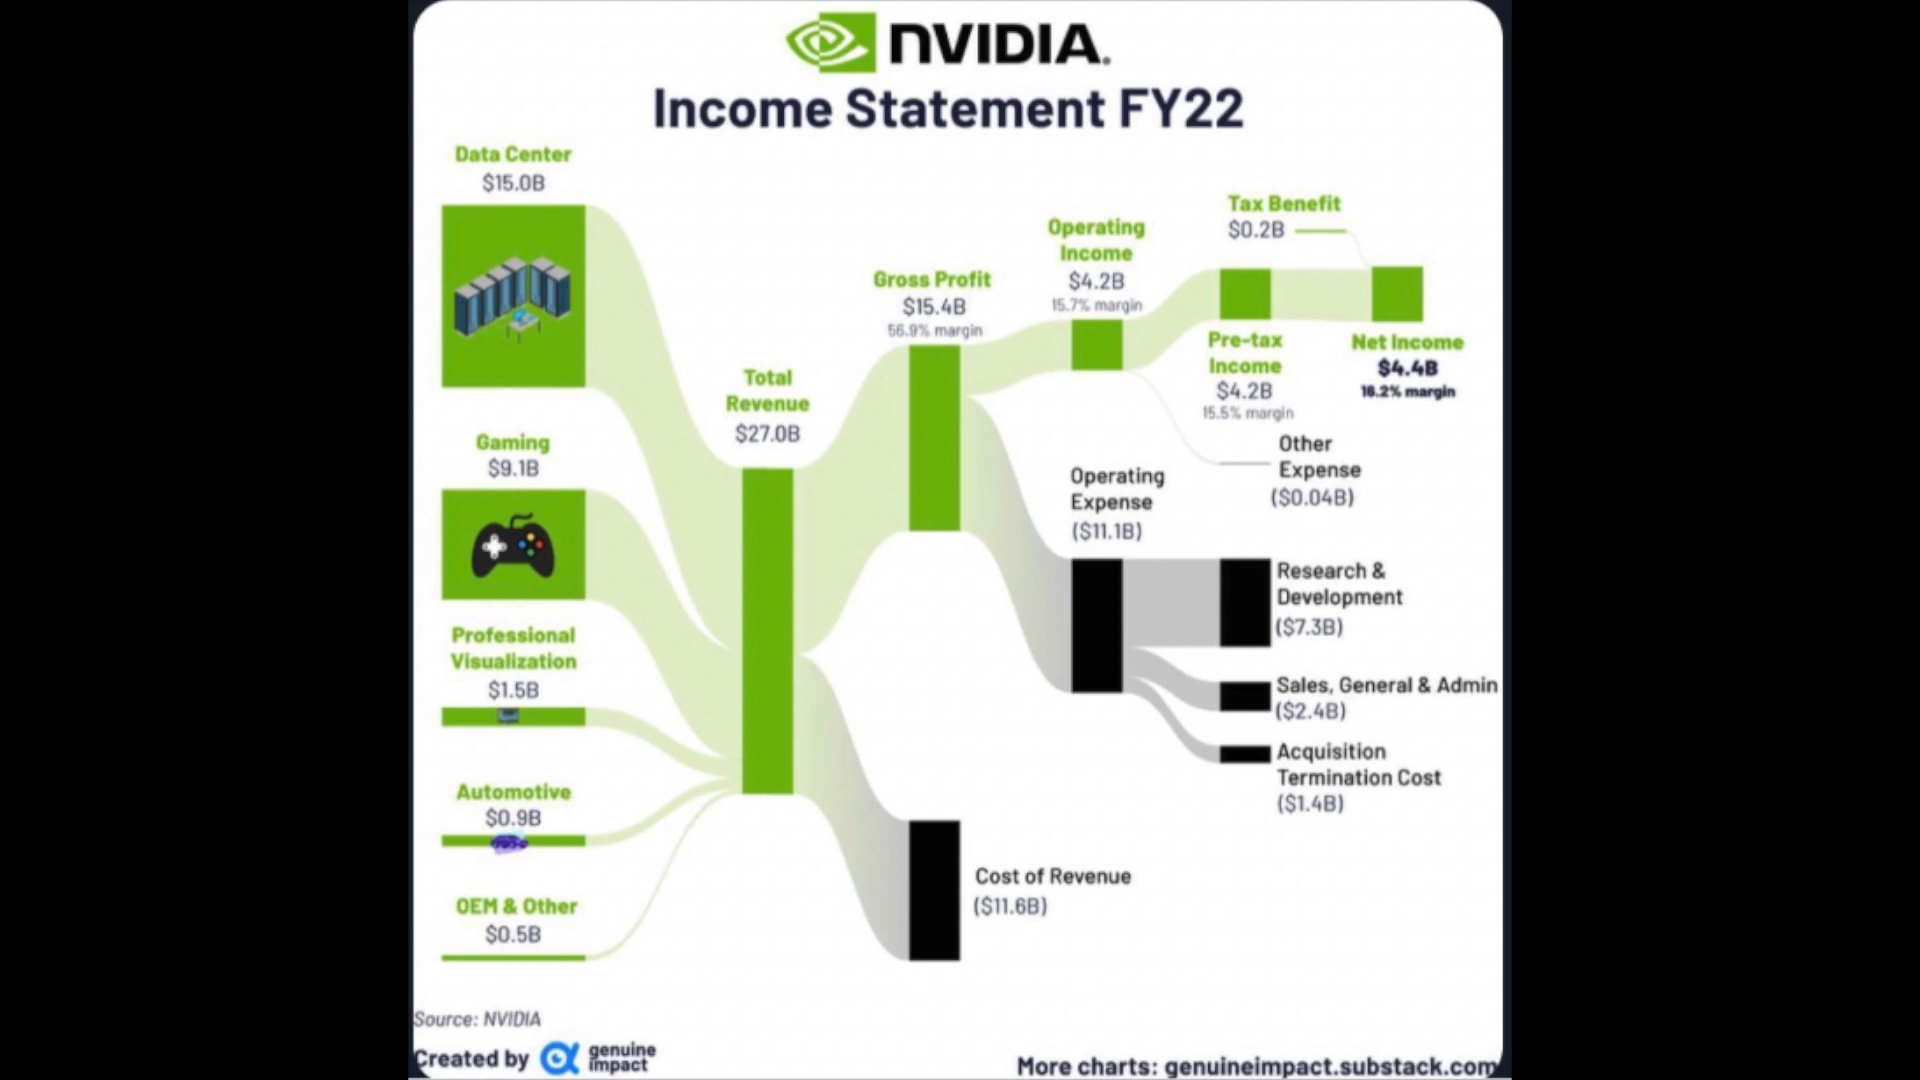 NVIDIA.
Income Statement FY22
Data Center
$15.0B
Gaming
$9.1B
Professional
Visualization
$1.5B
Automotive
$0.9B
OEM & Other
$0.5B
Total
Revenue
$27.0B
Gross Profit
$15.4B
56.9% margin
Cost of Revenue
($11.6B)
Operating
Income
$4.2B
15.7% margin
Operating
Expense
($11.1B)
Tax Benefit
$0.2B
Pre-tax
Income
$4.2B
15.5% margin
Net Income
$4.4B
16.2% margin
Other
Expense
($0.04B)
Research &
Development
($7.3B)
Sales, General & Admin
($2.4B)
Acquisition
Termination Cost
($1.4B)
Source: NVIDIA
Created by genuine
impact
More charts: genuineimpact.substack.com